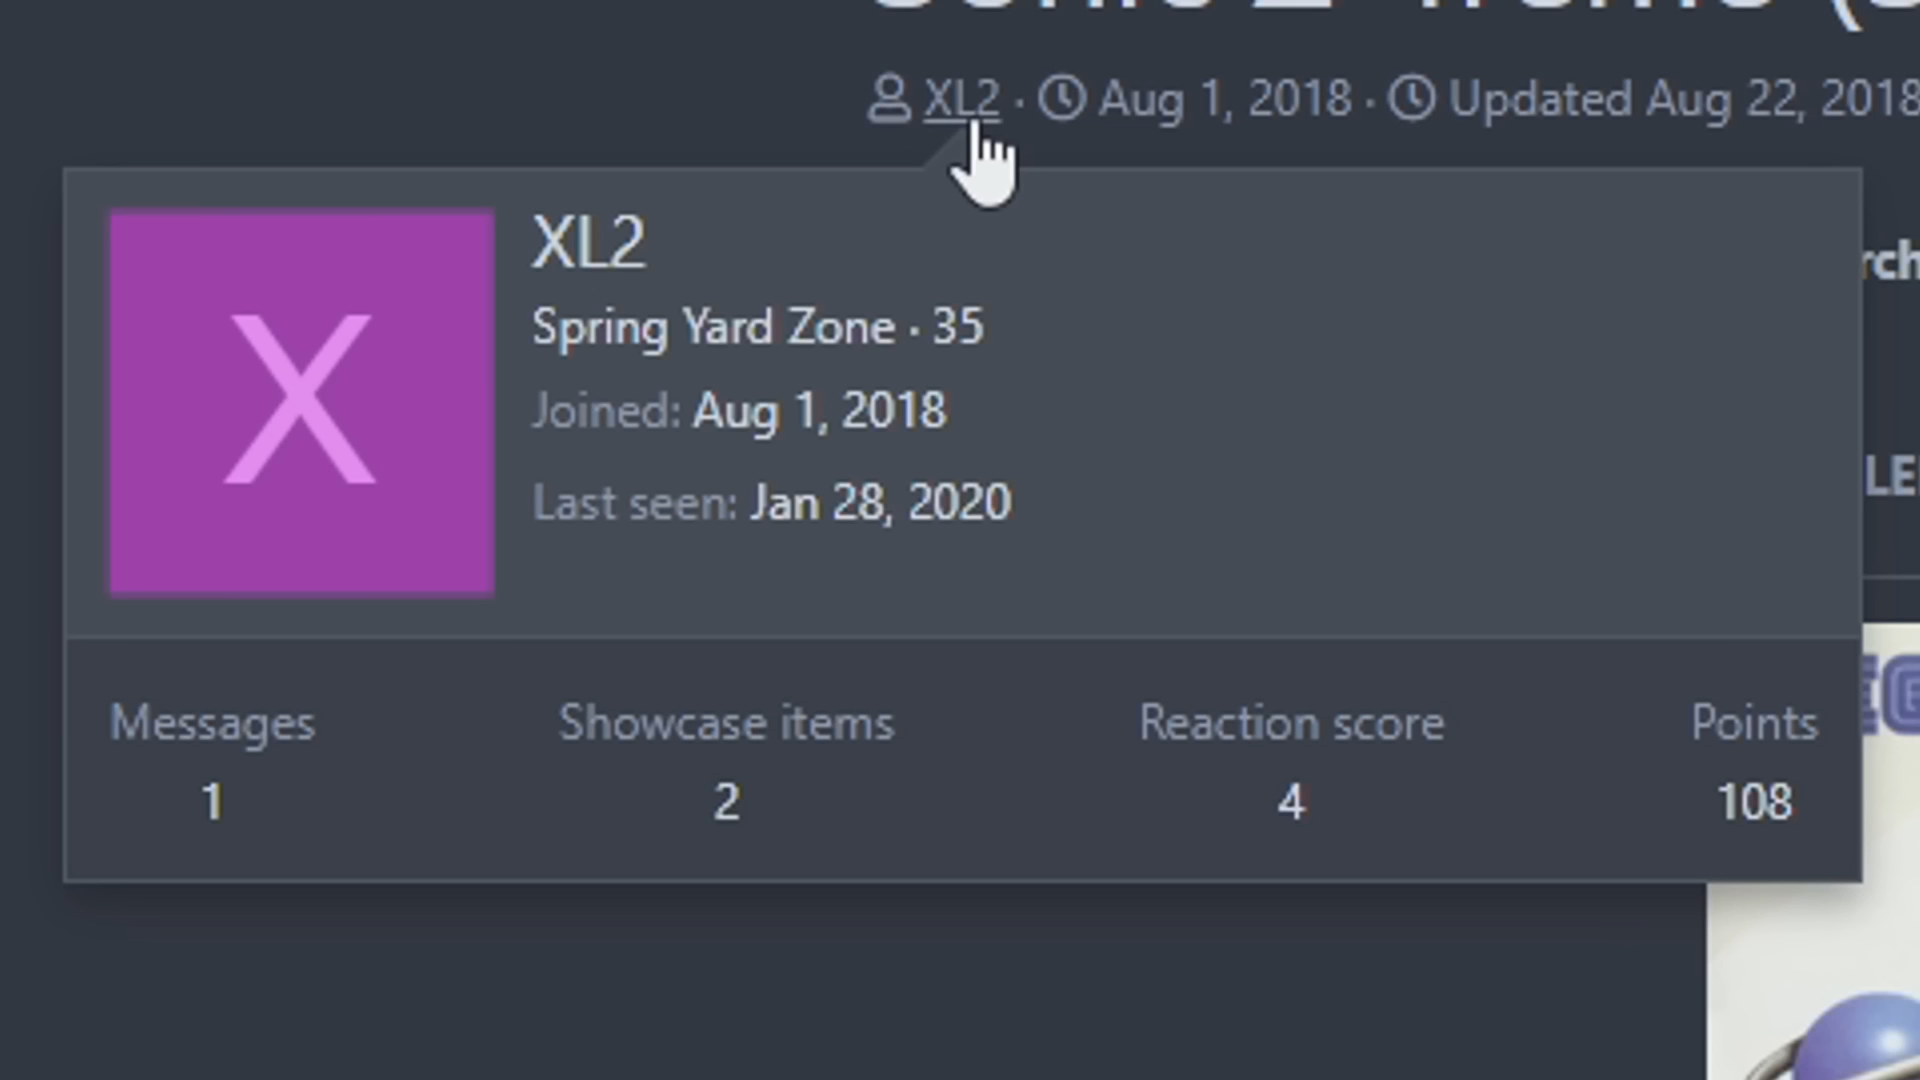 XL2 · Aug 1, 2018 · Updated Aug 22, 2018
X
XL2
Spring Yard Zone · 35
Joined: Aug 1, 2018
Last seen: Jan 28, 2020
Messages
1
Showcase items
2
Reaction score
4
Points
108